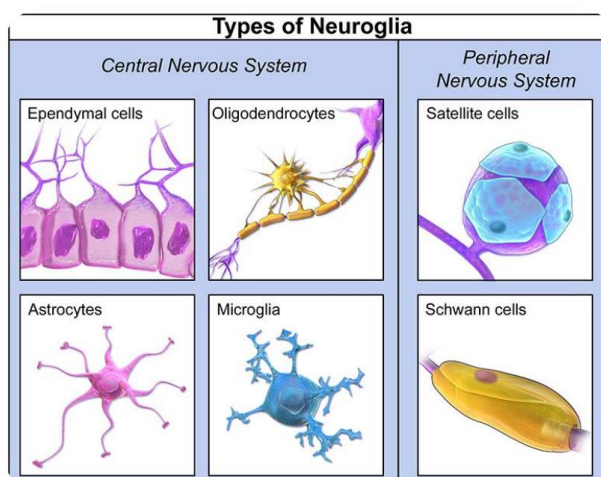 Types of Neuroglia
Central Nervous System
Peripheral
Nervous System
Ependymal cells
Oligodendrocytes
Satellite cells
Astrocytes
Microglia
Schwann cells